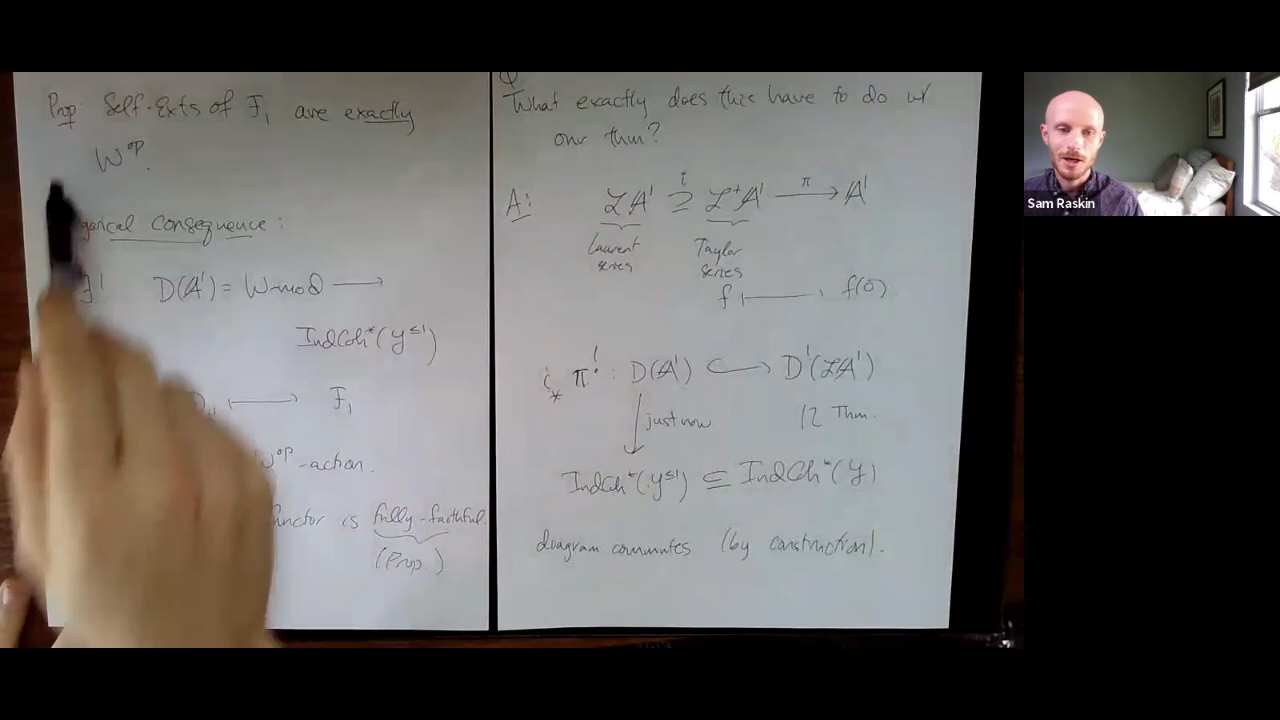 Prop: Self-Exts of F₁ are exactly
W^op.
gorical consequence:
∃! D(A¹) = W-mod →
IndCoh*(Y^≤1)
D ↦ F₁
W^op-action.
functor is fully-faithful.
(Prop.)
Q
What exactly does this have to do w/
our thm?
A: 𝓛A¹ ⊇ 𝓛⁺A¹ → A¹
i π
Laurent series
Taylor series
f ↦ f(0)
i_* π^! : D(A¹) ↪ D^!(𝓛A¹)
↓ just now
12 Thm.
IndCoh*(Y^≤1) ⊆ IndCoh*(Y)
diagram commutes (by construction).
Sam Raskin